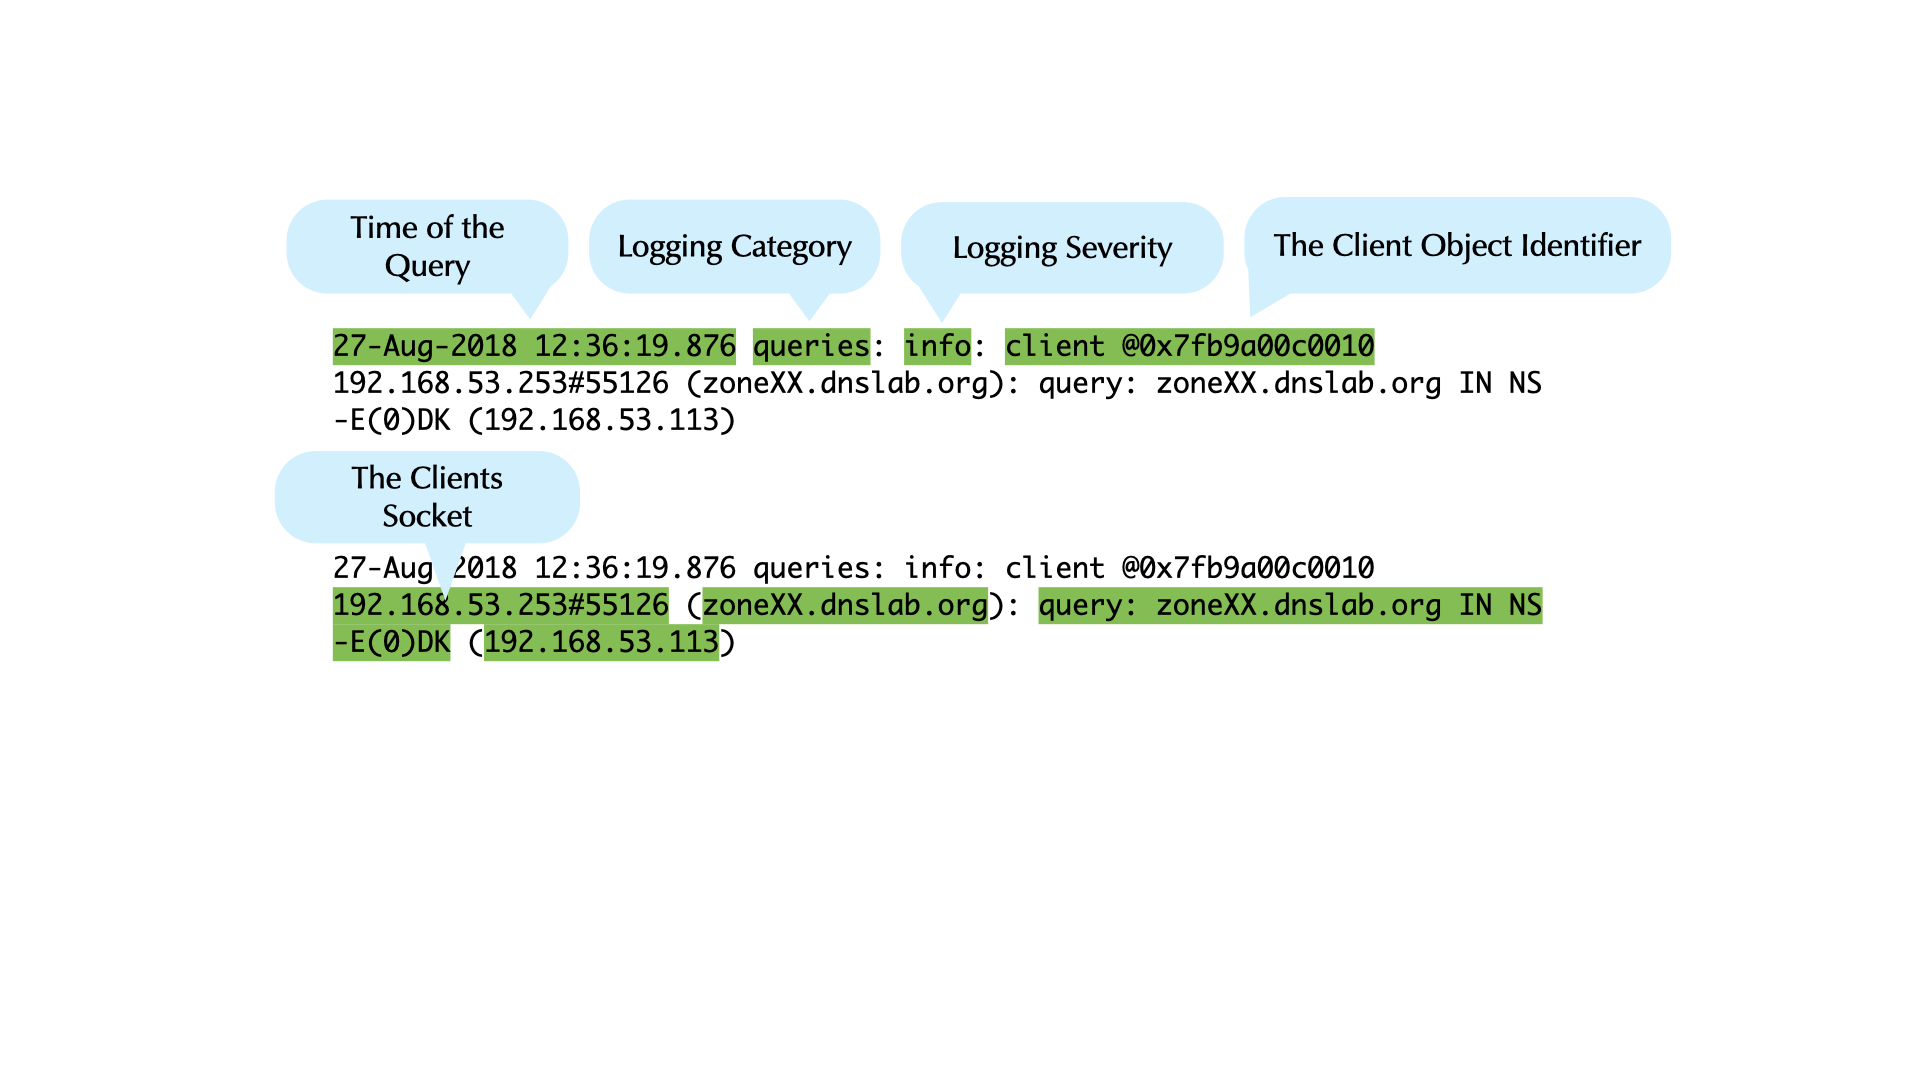 Time of the
Query
Logging Category
Logging Severity
The Client Object Identifier
27-Aug-2018 12:36:19.876 queries: info: client @0x7fb9a00c0010
192.168.53.253#55126 (zoneXX.dnslab.org): query: zoneXX.dnslab.org IN NS
-E(0)DK (192.168.53.113)
The Clients
Socket
27-Aug 2018 12:36:19.876 queries: info: client @0x7fb9a00c0010
192.168.53.253#55126 (zoneXX.dnslab.org): query: zoneXX.dnslab.org IN NS
-E(0)DK (192.168.53.113)